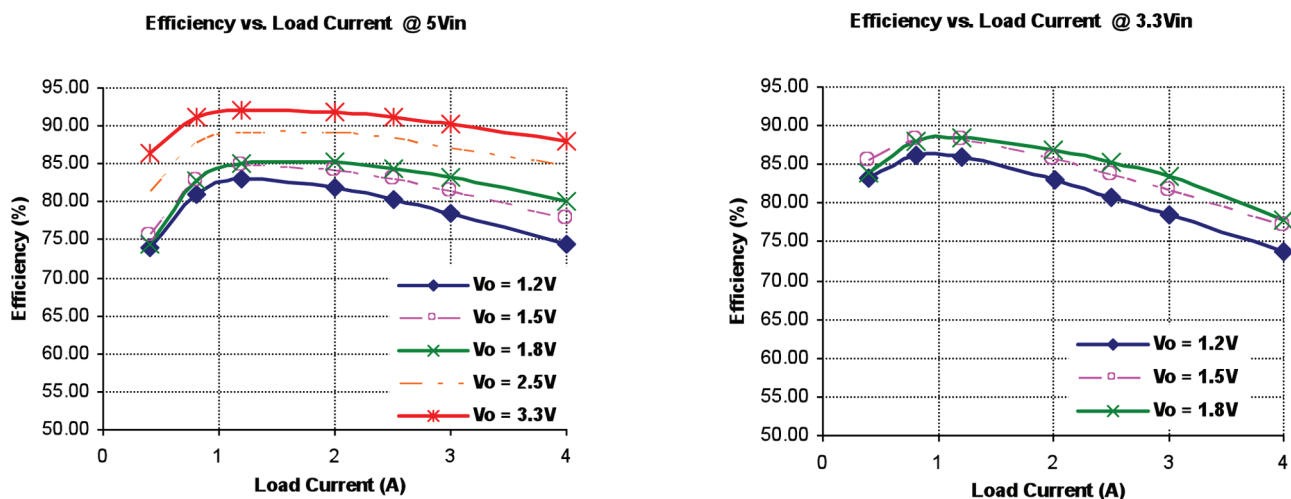 Efficiency vs. Load Current @ 5Vin
Efficiency (%)
95.00
90.00
85.00
80.00
75.00
70.00
65.00
60.00
55.00
50.00
Vo = 1.2V
Vo = 1.5V
Vo = 1.8V
Vo = 2.5V
Vo = 3.3V
0 1 2 3 4
Load Current (A)
Efficiency vs. Load Current @ 3.3Vin
Efficiency (%)
95.00
90.00
85.00
80.00
75.00
70.00
65.00
60.00
55.00
50.00
Vo = 1.2V
Vo = 1.5V
Vo = 1.8V
0 1 2 3 4
Load Current (A)